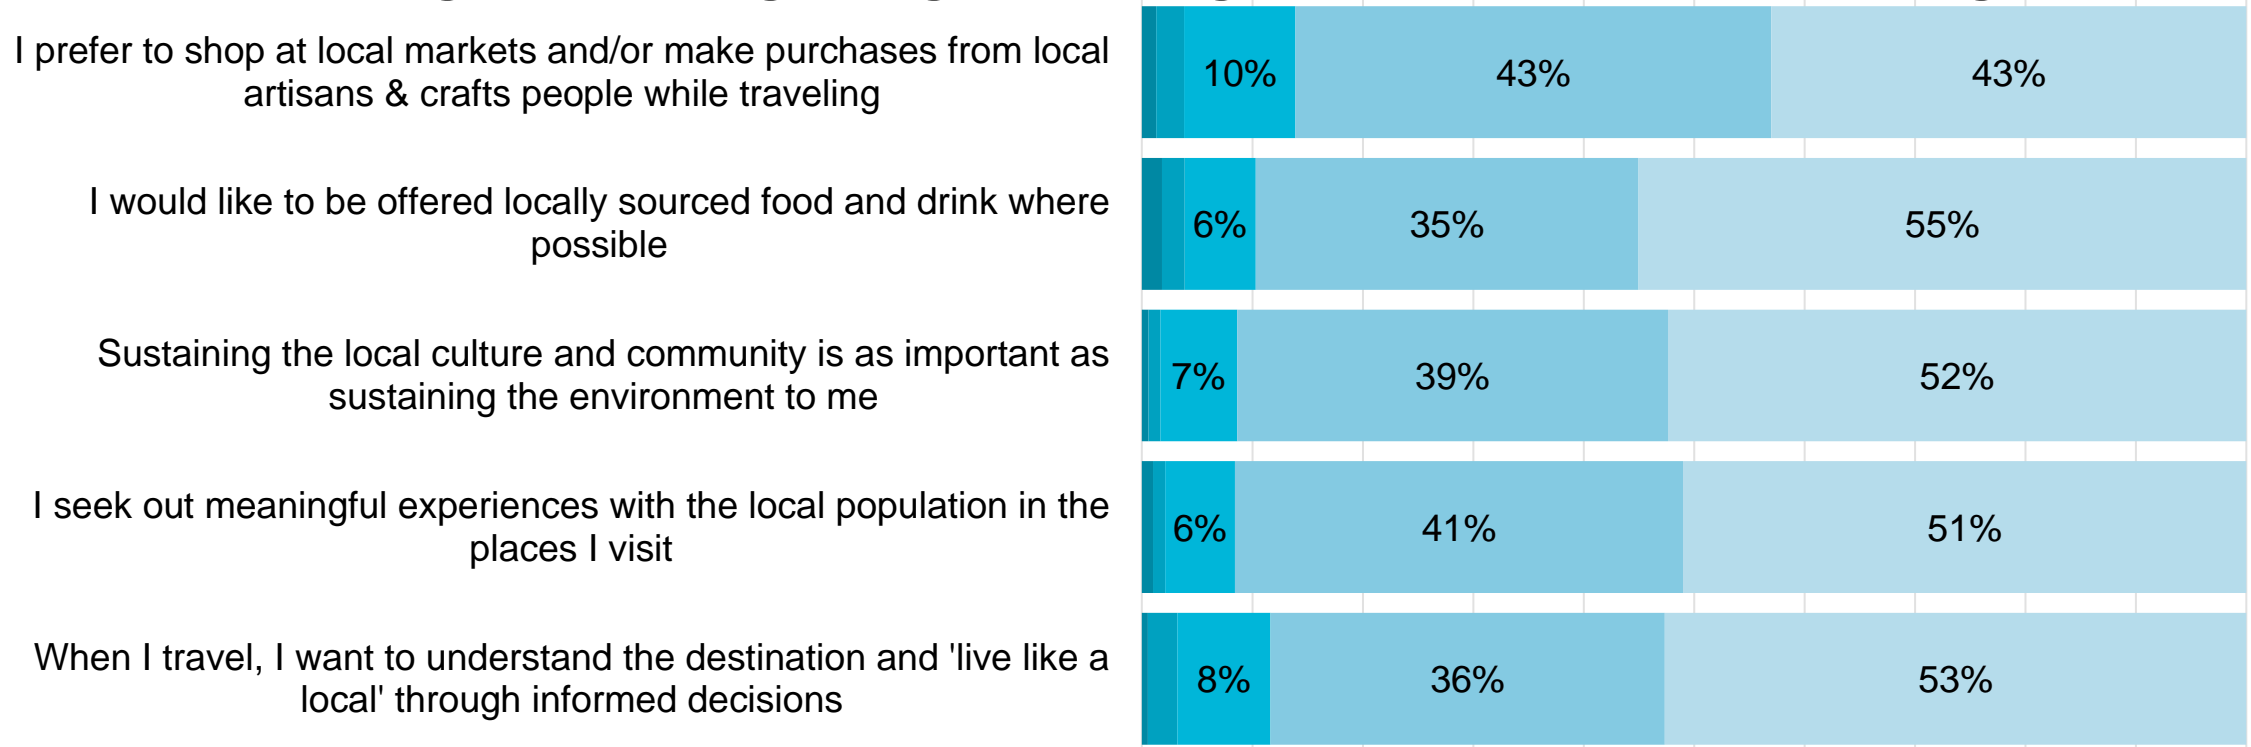 I prefer to shop at local markets and/or make purchases from local
artisans & crafts people while traveling
10% 43% 43%
I would like to be offered locally sourced food and drink where
possible
6% 35% 55%
Sustaining the local culture and community is as important as
sustaining the environment to me
7% 39% 52%
I seek out meaningful experiences with the local population in the
places I visit
6% 41% 51%
When I travel, I want to understand the destination and 'live like a
local' through informed decisions
8% 36% 53%